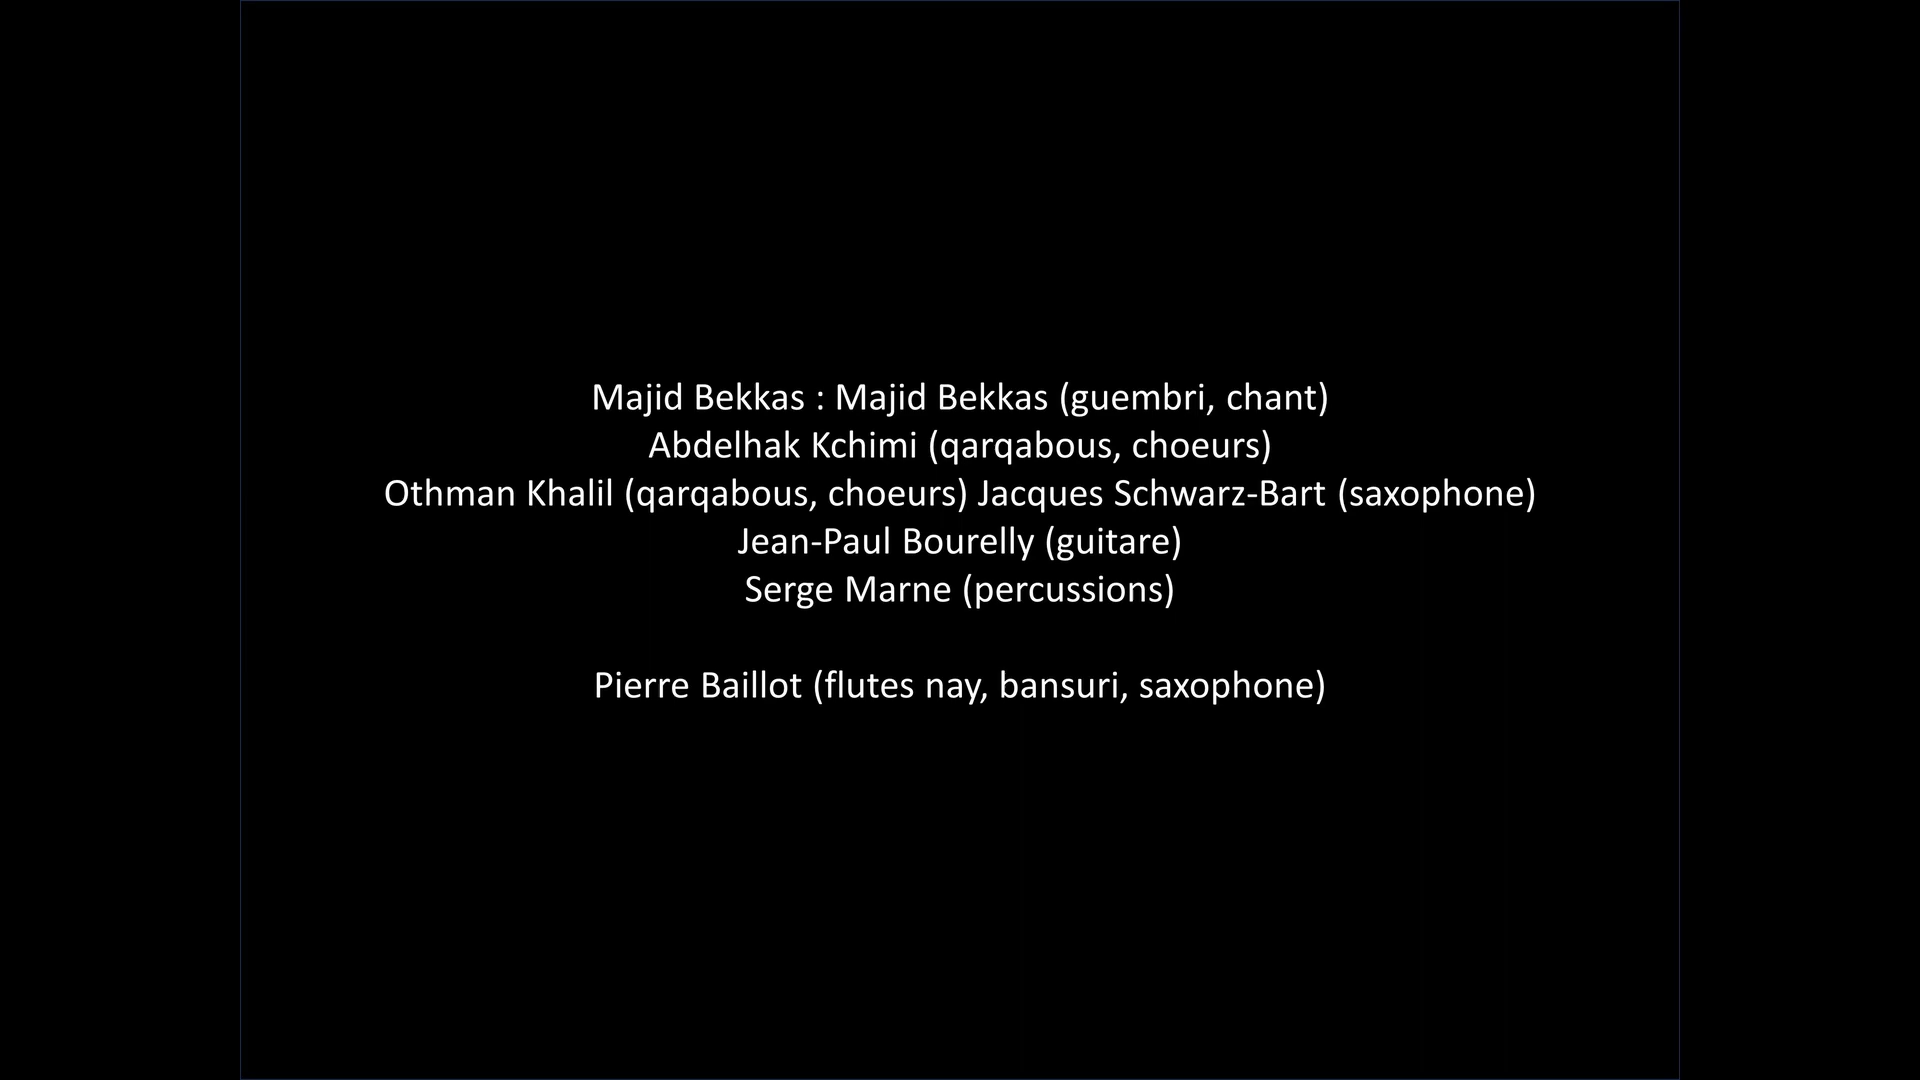 Majid Bekkas : Majid Bekkas (guembri, chant)
Abdelhak Kchimi (qarqabous, choeurs)
Othman Khalil (qarqabous, choeurs) Jacques Schwarz-Bart (saxophone)
Jean-Paul Bourelly (guitare)
Serge Marne (percussions)
Pierre Baillot (flutes nay, bansuri, saxophone)